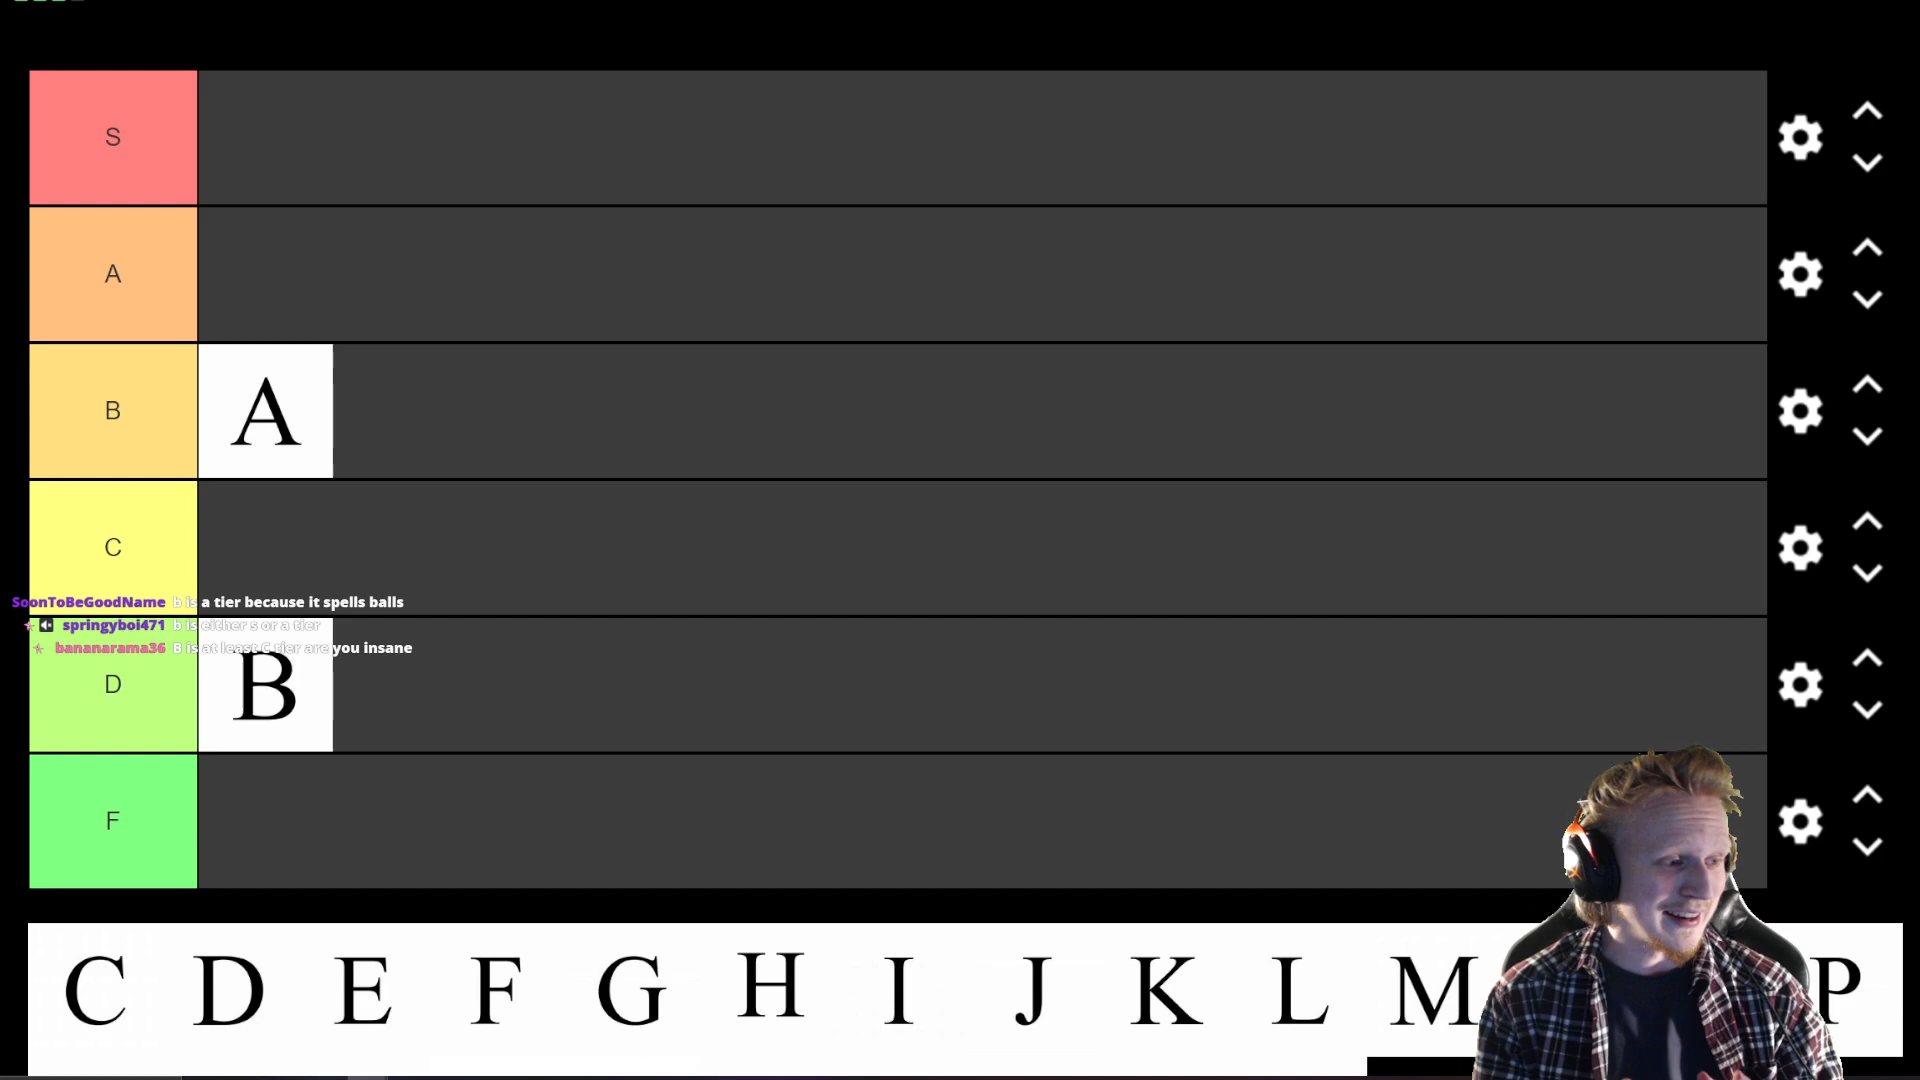 S
A
B A
C
SoonToBeGoodName b is a tier because it spells balls
springyboi471 b is either s or a tier
bananarama36 B is at least C tier are you insane
D B
F
C D E F G H I J K L M P